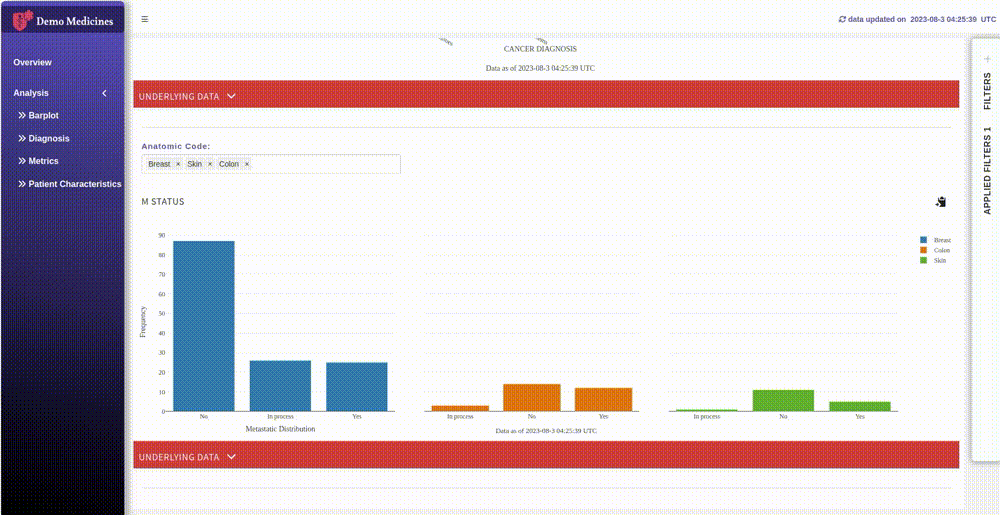 Demo Medicines
data updated on 2023-08-3 04:25:39 UTC
Overview
Analysis
Barplot
Diagnosis
Metrics
Patient Characteristics
CANCER DIAGNOSIS
Data as of 2023-08-3 04:25:39 UTC
UNDERLYING DATA
Anatomic Code:
Breast × Skin × Colon ×
M STATUS
90
80
70
60
50
40
30
20
10
0
Frequency
No In process Yes
In process No Yes
In process No Yes
Metastatic Distribution
Data as of 2023-08-3 04:25:39 UTC
Breast
Colon
Skin
UNDERLYING DATA
FILTERS
APPLIED FILTERS 1